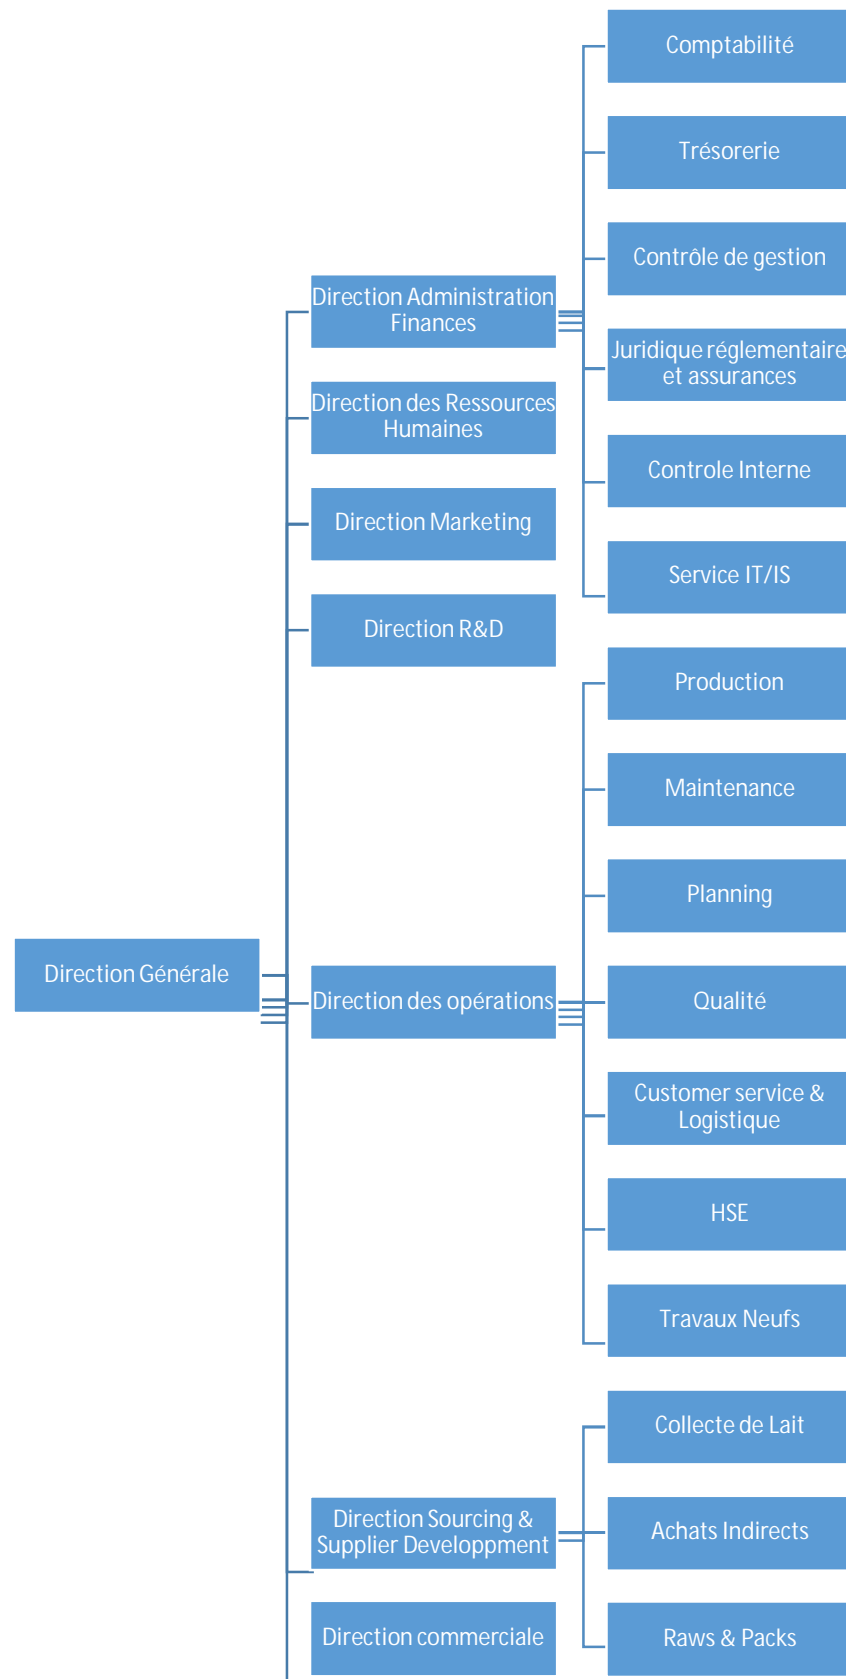 Comptabilité
Trésorerie
Contrôle de gestion
Direction Administration
Finances
Juridique réglementaire
et assurances
Direction des Ressources
Humaines
Controle Interne
Direction Marketing
Service IT/IS
Direction R&D
Production
Maintenance
Planning
Direction Générale
Direction des opérations
Qualité
Customer service &
Logistique
HSE
Travaux Neufs
Collecte de Lait
Direction Sourcing &
Supplier Developpment
Achats Indirects
Direction commerciale
Raws & Packs